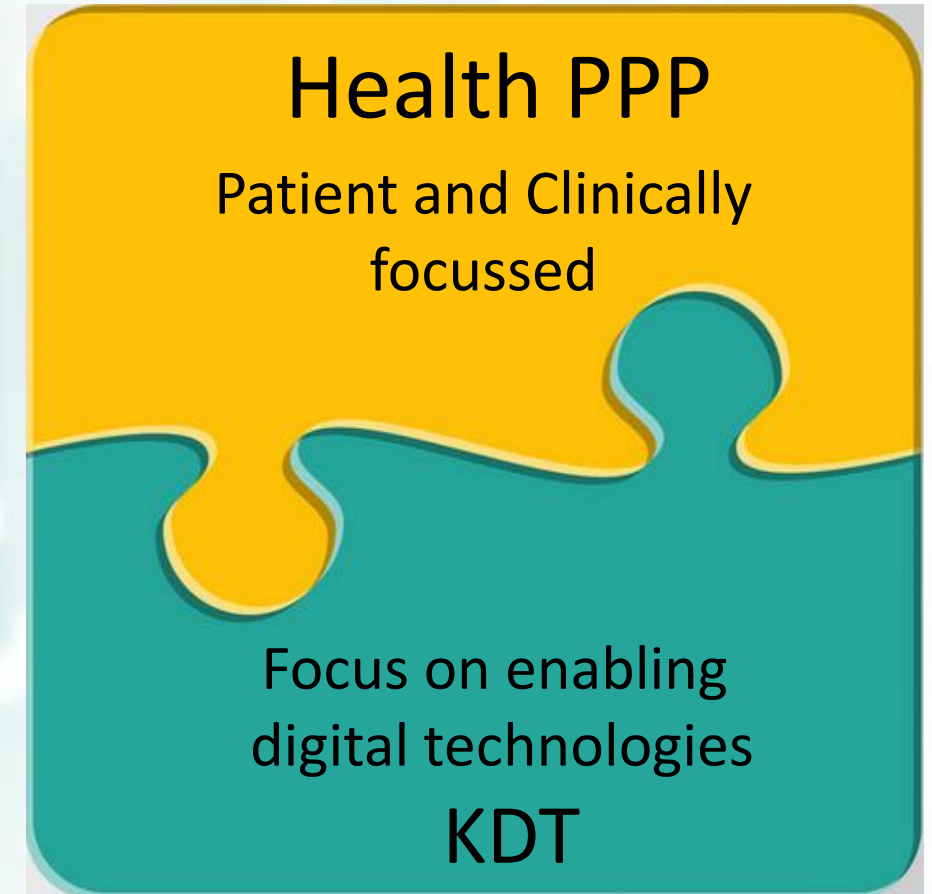 Health PPP
Patient and Clinically
focussed
Focus on enabling
digital technologies
KDT